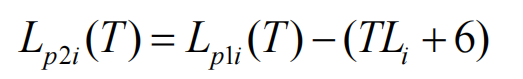 L_{p2i}(T) = L_{p1i}(T) − (TL_i + 6)